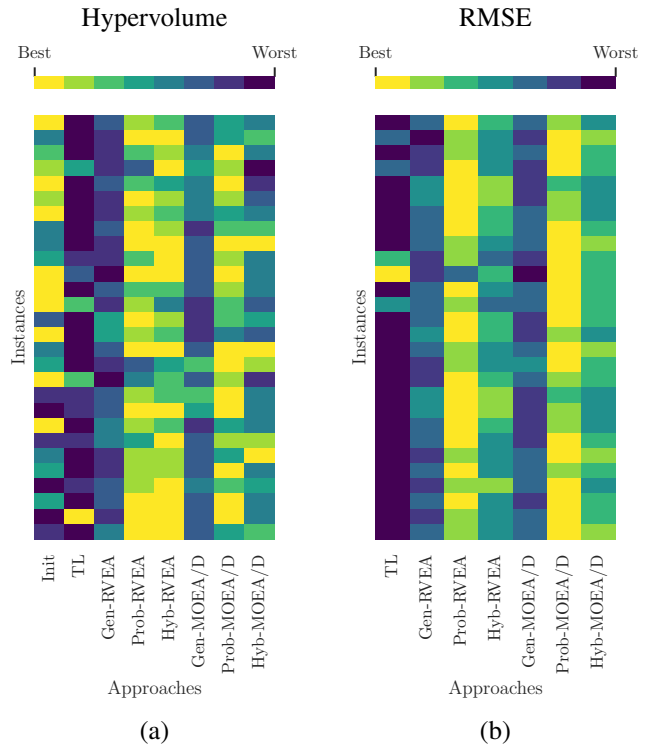 Hypervolume
Best
Worst
Instances
Init
TL
Gen-RVEA
Prob-RVEA
Hyb-RVEA
Gen-MOEA/D
Prob-MOEA/D
Hyb-MOEA/D
Approaches
(a)
RMSE
Best
Worst
Instances
TL
Gen-RVEA
Prob-RVEA
Hyb-RVEA
Gen-MOEA/D
Prob-MOEA/D
Hyb-MOEA/D
Approaches
(b)